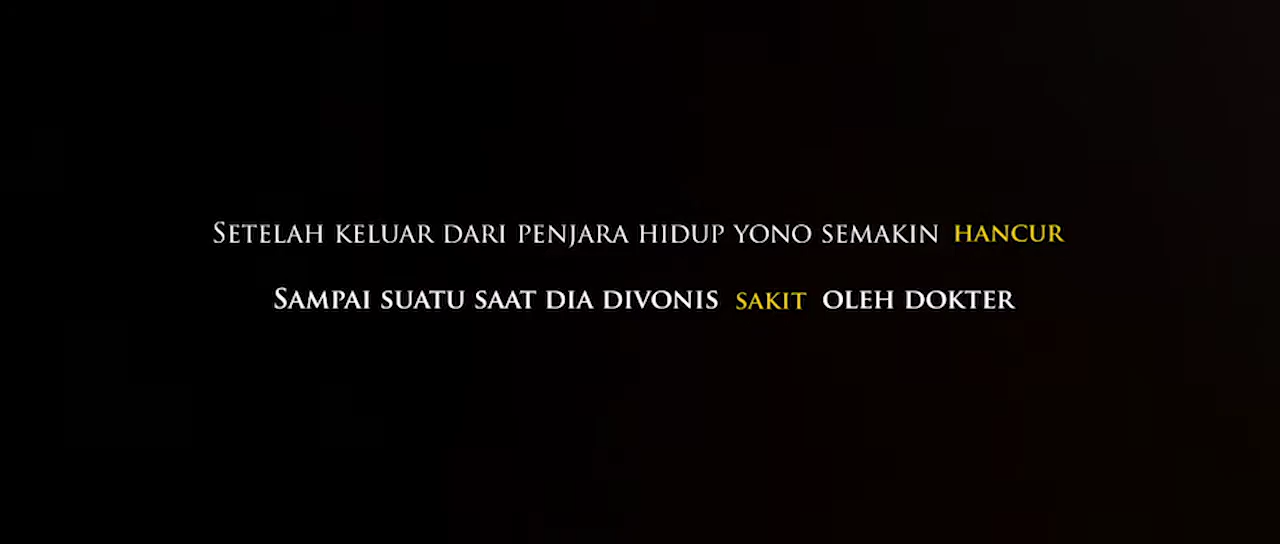 Setelah keluar dari penjara hidup Yono semakin hancur
Sampai suatu saat dia divonis sakit oleh dokter